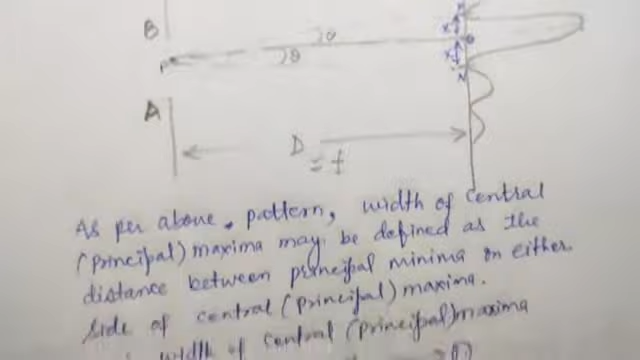 B
θ
θ
x
x
N
A
D
= f
As per above pattern, width of central
(principal) maxima may be defined as the
distance between principal minima on either
side of central (principal) maxima.
width of central (principal) maxima